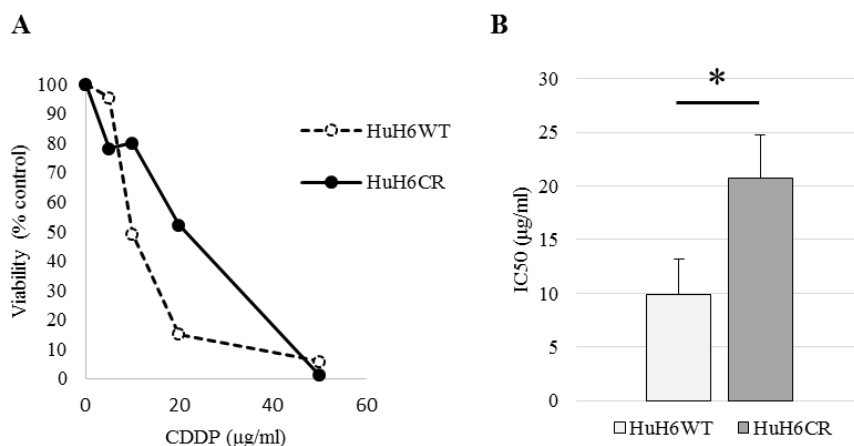 A
Viability (% control)
100
90
80
70
60
50
40
30
20
10
0
0 20 40 60
CDDP (µg/ml)
HuH6WT
HuH6CR
B
IC50 (µg/ml)
30
25
20
15
10
5
0
*
HuH6WT HuH6CR